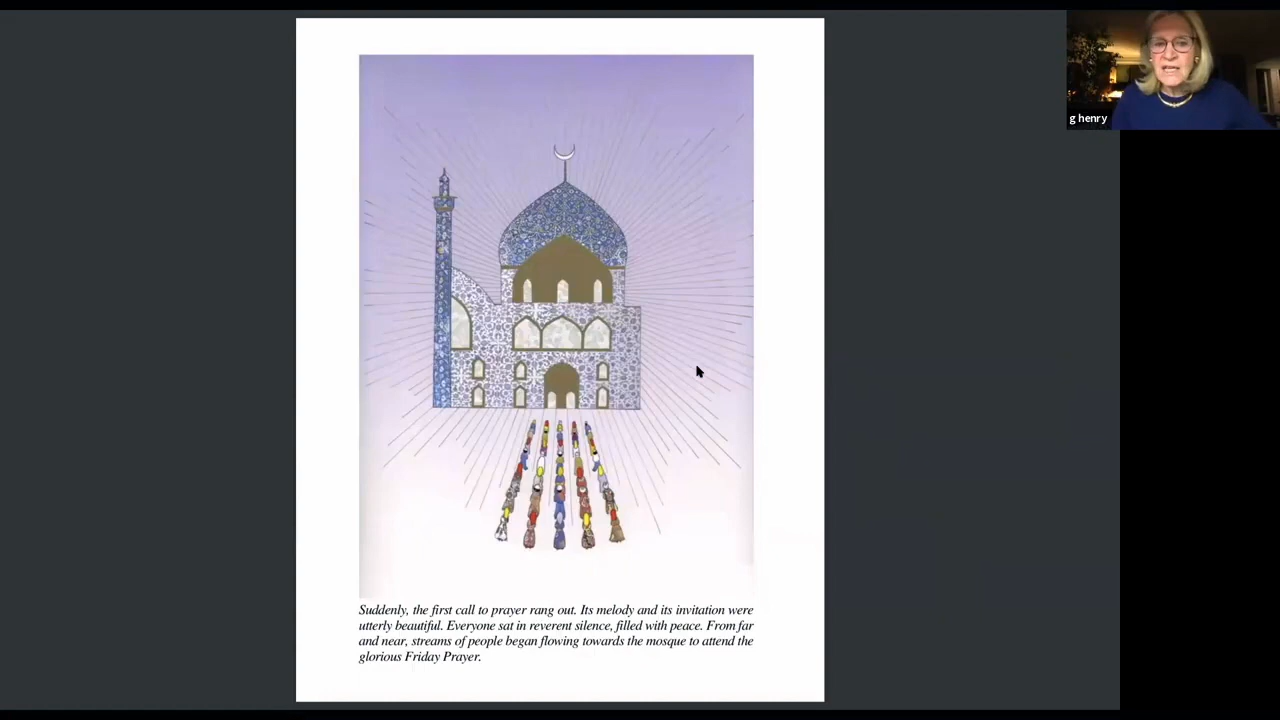 g henry
Suddenly, the first call to prayer rang out. Its melody and its invitation were
utterly beautiful. Everyone sat in reverent silence, filled with peace. From far
and near, streams of people began flowing towards the mosque to attend the
glorious Friday Prayer.